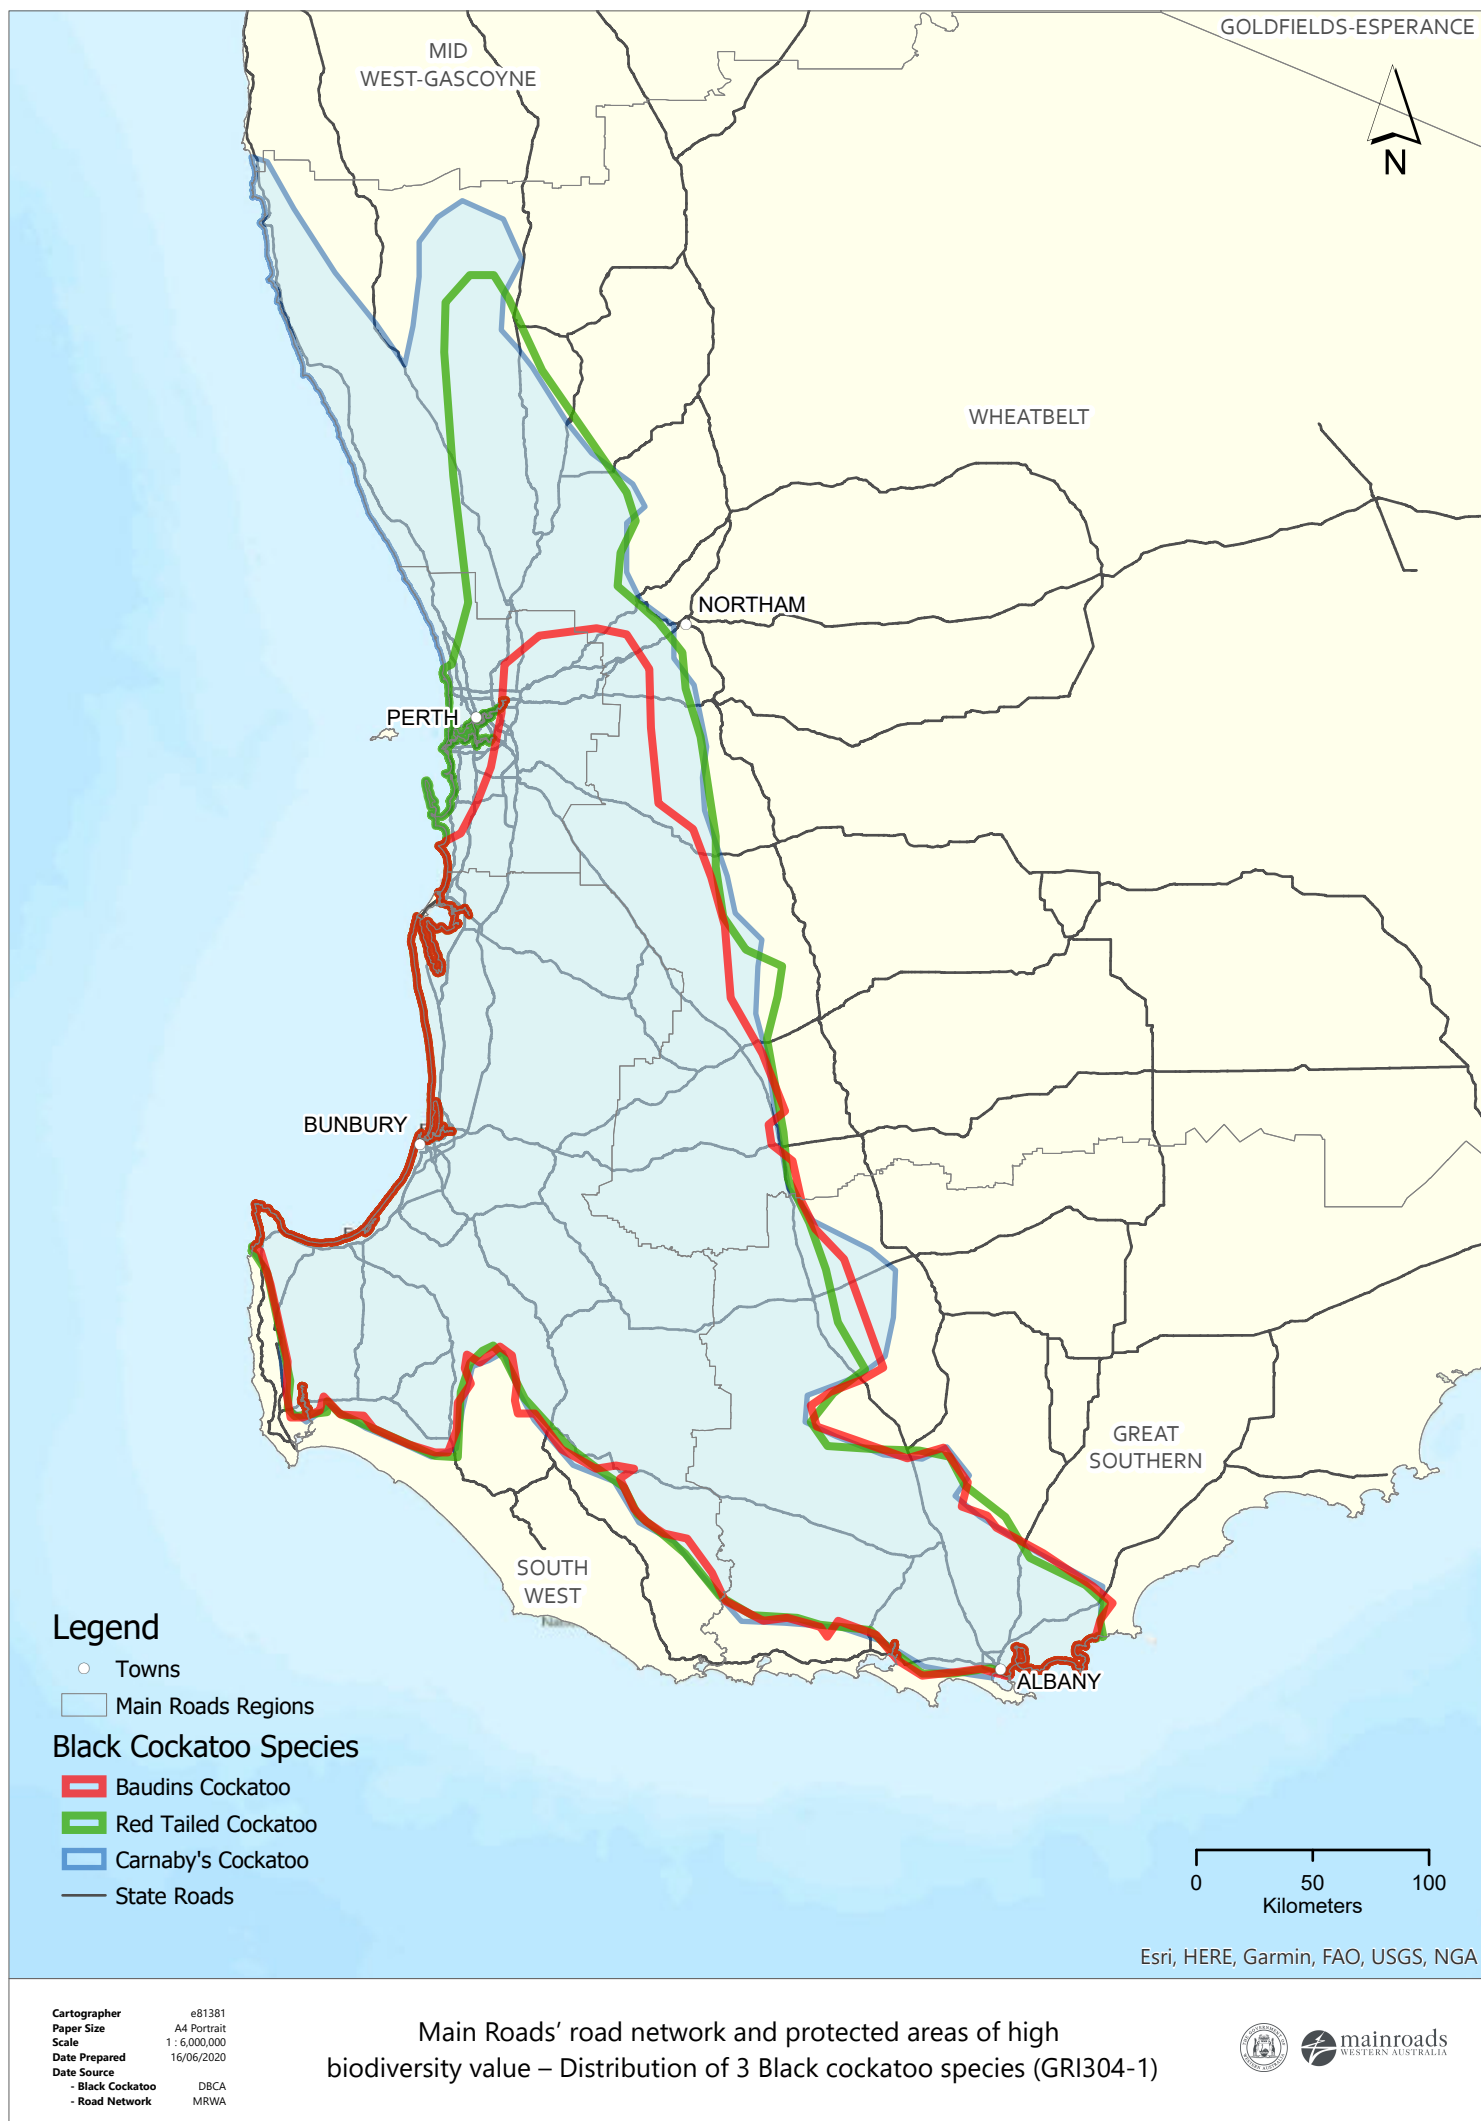 GOLDFIELDS-ESPERANCE
MID
WEST-GASCOYNE
N
WHEATBELT
NORTHAM
PERTH
BUNBURY
GREAT
SOUTHERN
SOUTH
WEST
ALBANY
Legend
Towns
Main Roads Regions
Black Cockatoo Species
Baudins Cockatoo
Red Tailed Cockatoo
Carnaby's Cockatoo
State Roads
0 50 100
Kilometers
Esri, HERE, Garmin, FAO, USGS, NGA
Cartographer e81381
Paper Size A4 Portrait
Scale 1 : 6,000,000
Date Prepared 16/06/2020
Date Source
- Black Cockatoo DBCA
- Road Network MRWA
Main Roads’ road network and protected areas of high
biodiversity value – Distribution of 3 Black cockatoo species (GRI304-1)
mainroads
WESTERN AUSTRALIA